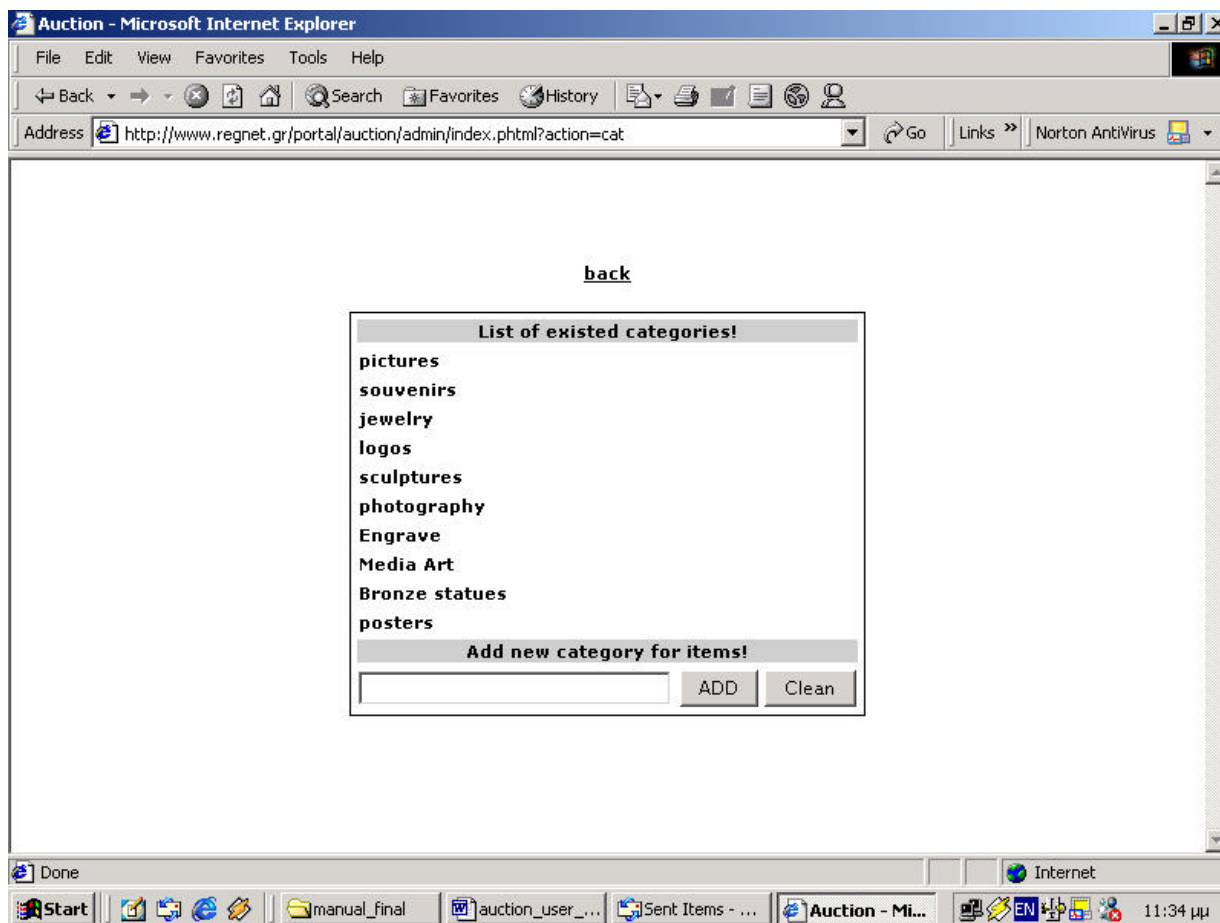 Auction - Microsoft Internet Explorer
File Edit View Favorites Tools Help
Back Search Favorites History
Address http://www.regnet.gr/portal/auction/admin/index.phtml?action=cat Go Links » Norton AntiVirus
back
List of existed categories!
pictures
souvenirs
jewelry
logos
sculptures
photography
Engrave
Media Art
Bronze statues
posters
Add new category for items!
ADD Clean
Done Internet
Start manual_final auction_user_... Sent Items - ... Auction - Mi... EN 11:34 μμ